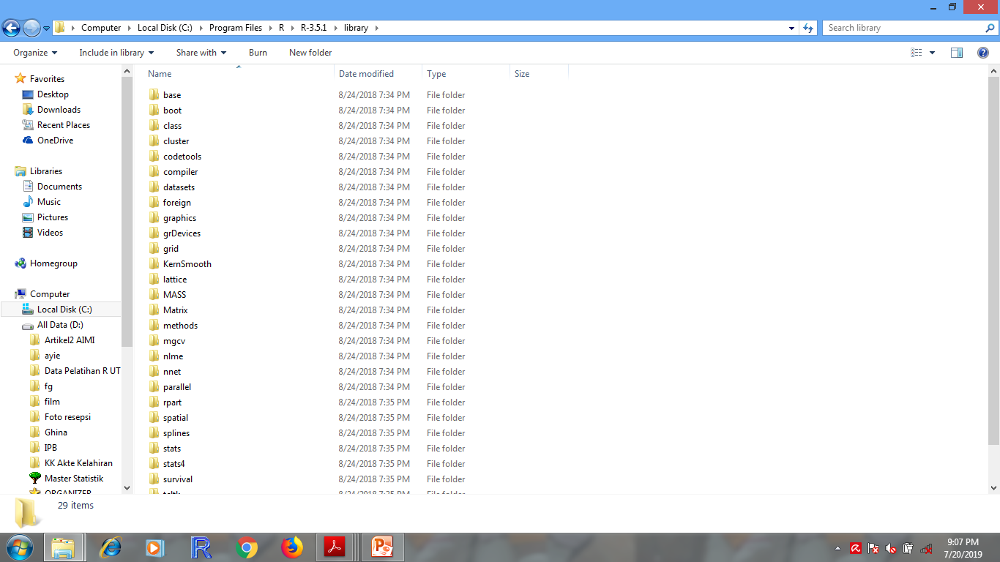 Computer Local Disk (C:) Program Files R R-3.5.1 library
Search library
Organize Include in library Share with Burn New folder
Favorites
Desktop
Downloads
Recent Places
OneDrive
Libraries
Documents
Music
Pictures
Videos
Homegroup
Computer
Local Disk (C:)
All Data (D:)
Artikel2 AIMI
ayie
Data Pelatihan R UT
fg
film
Foto resepsi
Ghina
IPB
KK Akte Kelahiran
Master Statistik
ORGANIZER
Name Date modified Type Size
base 8/24/2018 7:34 PM File folder
boot 8/24/2018 7:34 PM File folder
class 8/24/2018 7:34 PM File folder
cluster 8/24/2018 7:34 PM File folder
codetools 8/24/2018 7:34 PM File folder
compiler 8/24/2018 7:34 PM File folder
datasets 8/24/2018 7:34 PM File folder
foreign 8/24/2018 7:34 PM File folder
graphics 8/24/2018 7:34 PM File folder
grDevices 8/24/2018 7:34 PM File folder
grid 8/24/2018 7:34 PM File folder
KernSmooth 8/24/2018 7:34 PM File folder
lattice 8/24/2018 7:34 PM File folder
MASS 8/24/2018 7:34 PM File folder
Matrix 8/24/2018 7:34 PM File folder
methods 8/24/2018 7:34 PM File folder
mgcv 8/24/2018 7:34 PM File folder
nlme 8/24/2018 7:34 PM File folder
nnet 8/24/2018 7:34 PM File folder
parallel 8/24/2018 7:34 PM File folder
rpart 8/24/2018 7:35 PM File folder
spatial 8/24/2018 7:35 PM File folder
splines 8/24/2018 7:35 PM File folder
stats 8/24/2018 7:35 PM File folder
stats4 8/24/2018 7:35 PM File folder
survival 8/24/2018 7:35 PM File folder
tcltk 8/24/2018 7:35 PM File folder
29 items
9:07 PM
7/20/2019